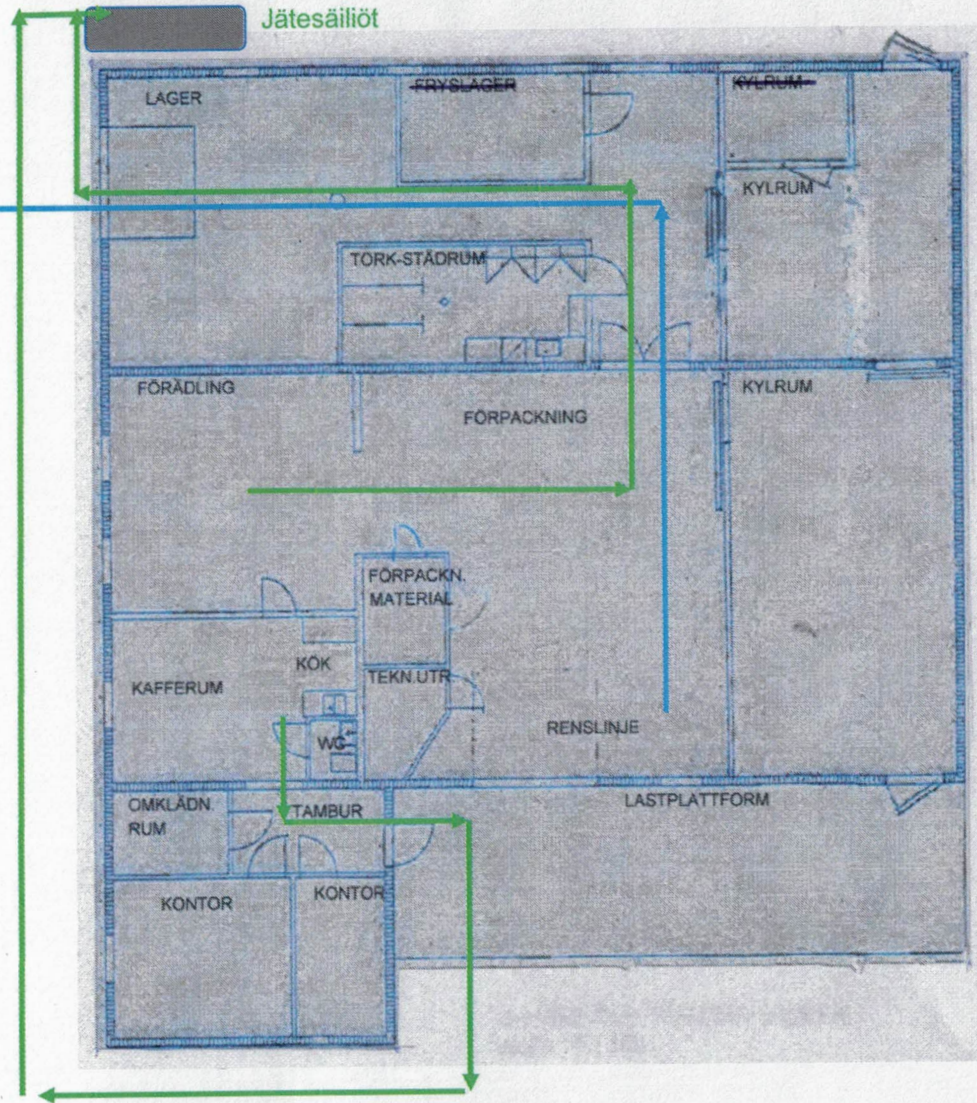 Jätesäiliöt
LAGER
FRYSLAGER
KYLRUM
KYLRUM
TORK-STÄDRUM
FÖRÄDLING
FÖRPACKNING
KYLRUM
FÖRPACKN.
MATERIAL
KÖK
KAFFERUM
TEKN.UTR
WC
RENSLINJE
OMKLÄDN.
RUM
TAMBUR
LASTPLATTFORM
KONTOR
KONTOR